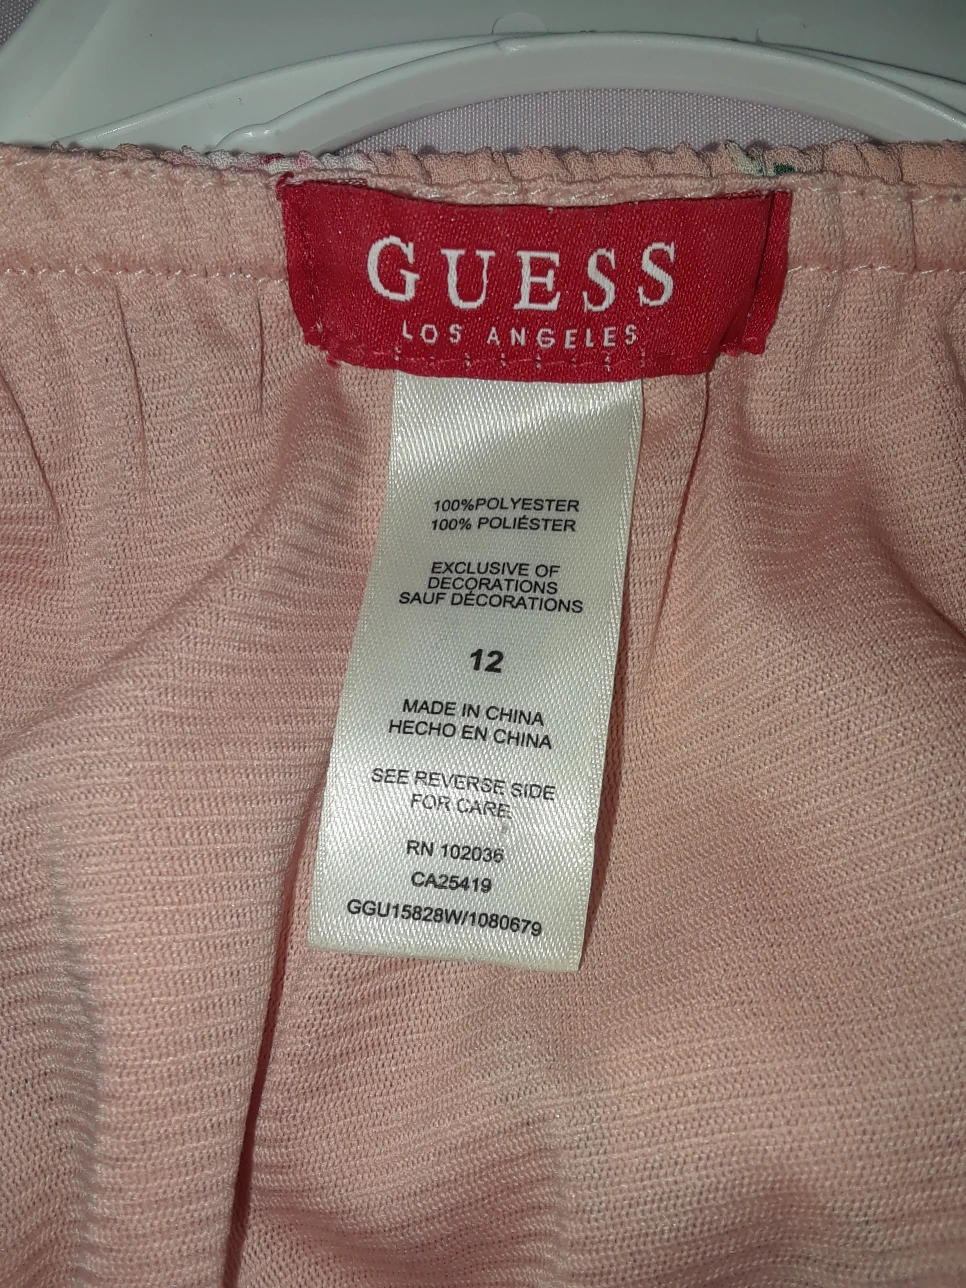 GUESS
LOS ANGELES
100%POLYESTER
100% POLIÉSTER
EXCLUSIVE OF
DECORATIONS
SAUF DÉCORATIONS
12
MADE IN CHINA
HECHO EN CHINA
SEE REVERSE SIDE
FOR CARE.
RN 102036
CA25419
GGU15828W/1080679